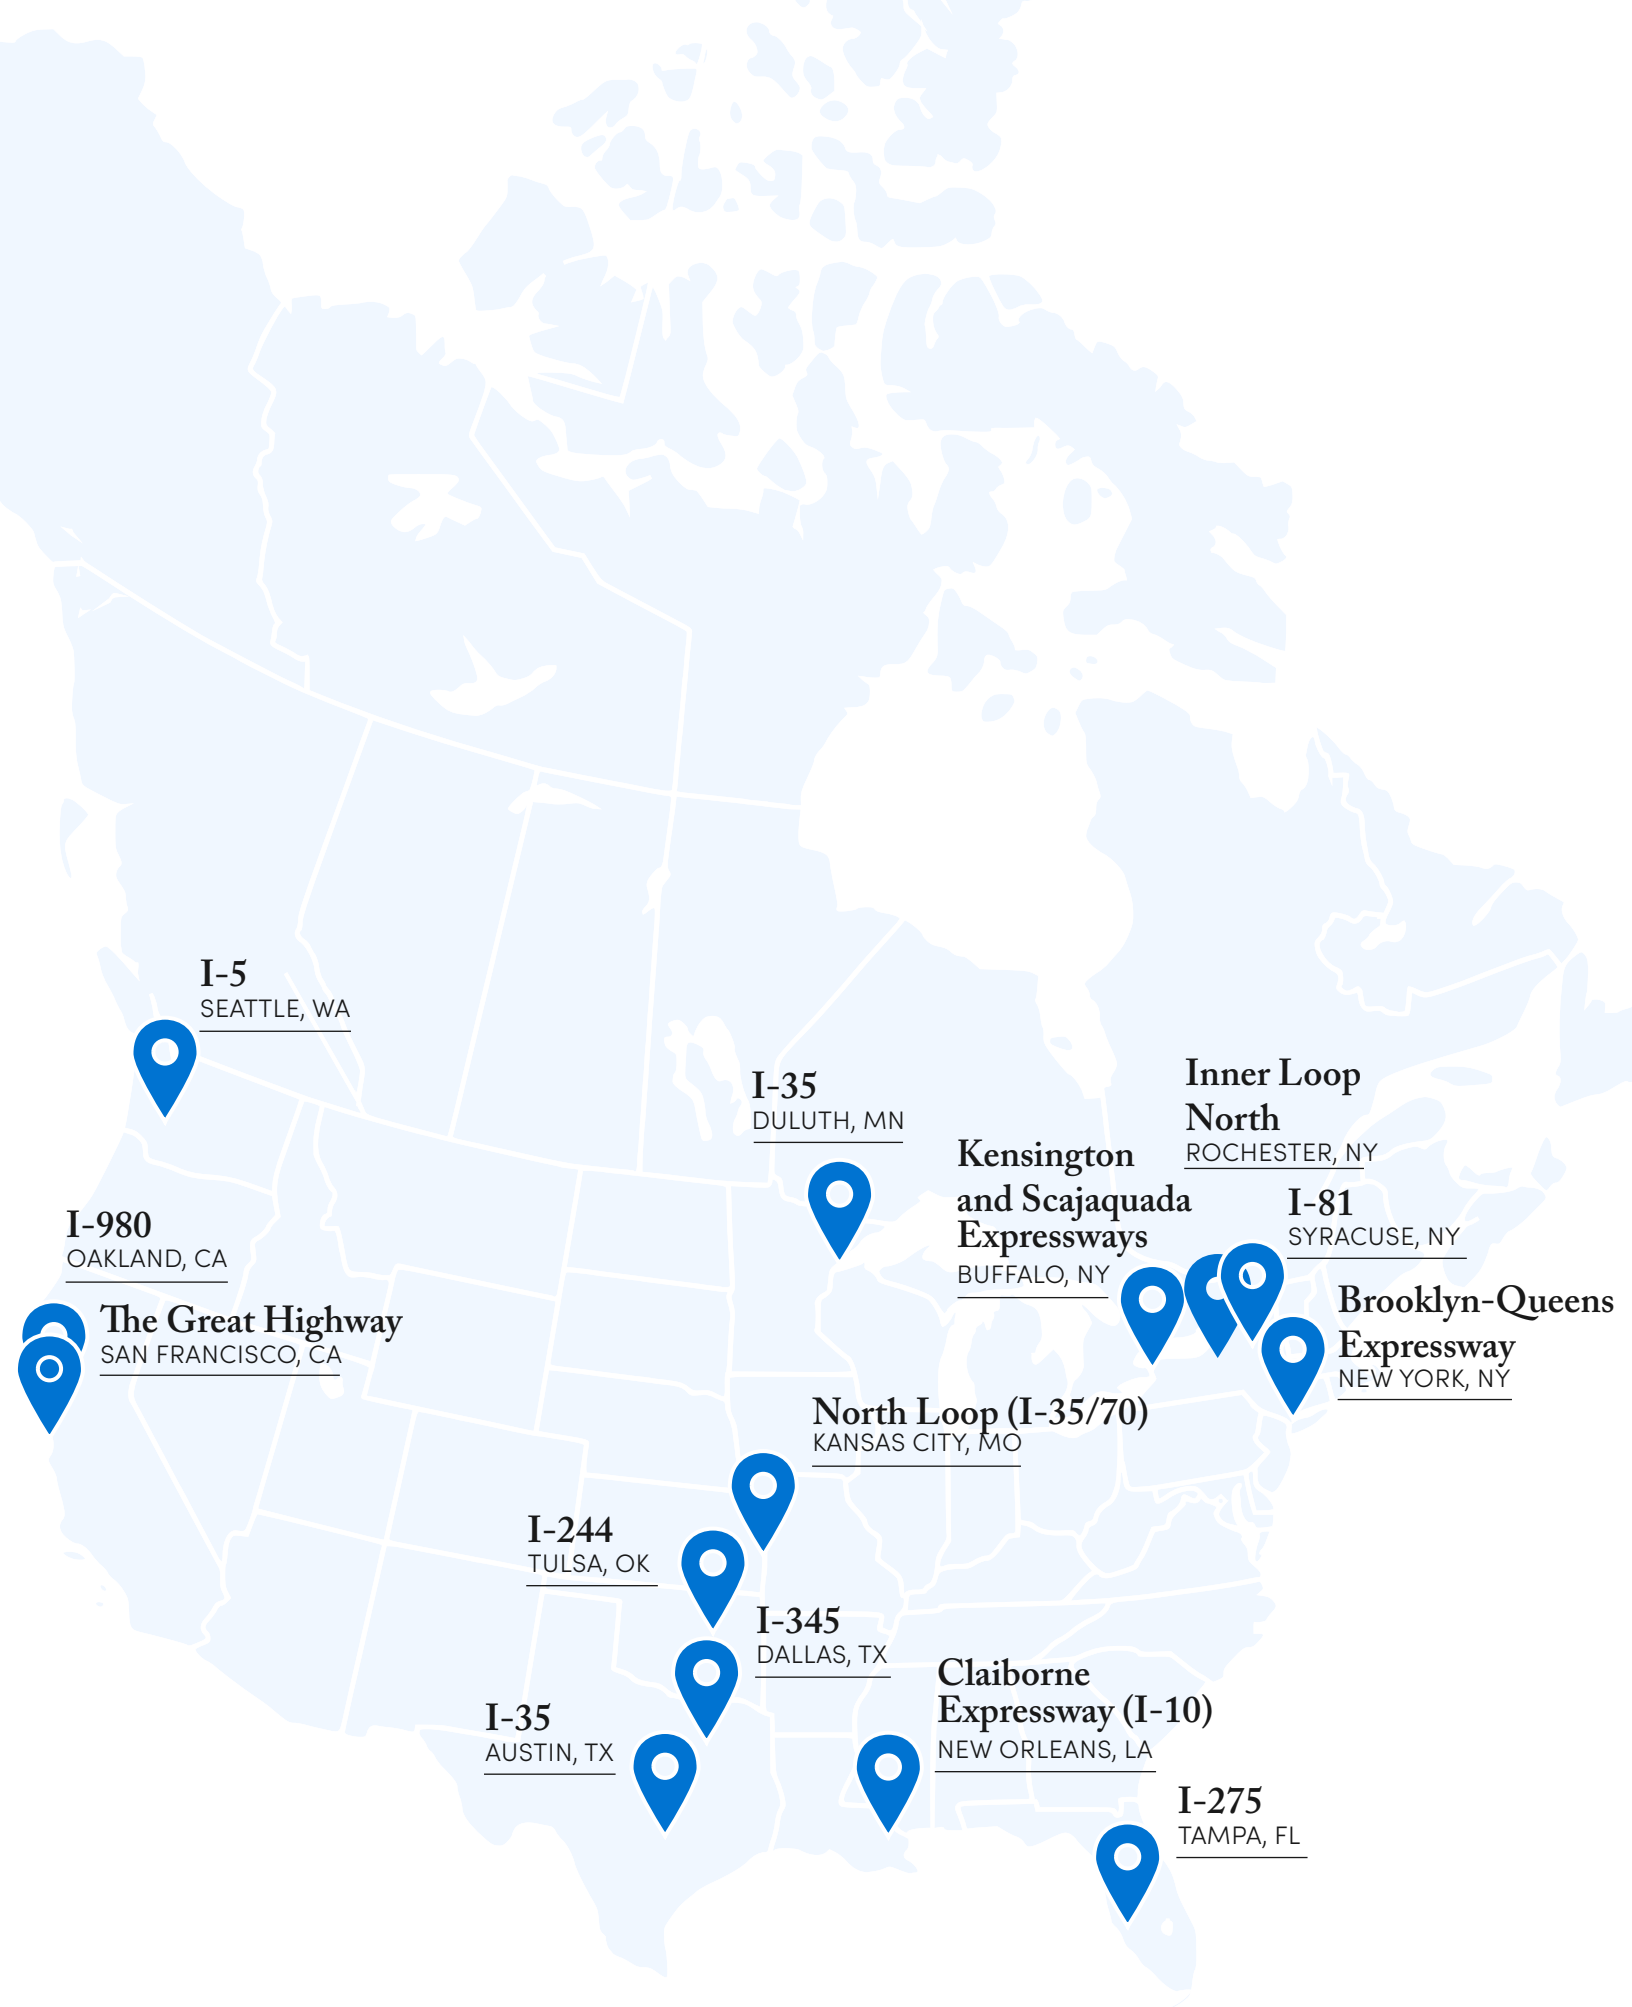 I-5
SEATTLE, WA
I-35
DULUTH, MN
Inner Loop
North
ROCHESTER, NY
Kensington
and Scajaquada
Expressways
BUFFALO, NY
I-81
SYRACUSE, NY
I-980
OAKLAND, CA
The Great Highway
SAN FRANCISCO, CA
Brooklyn-Queens
Expressway
NEW YORK, NY
North Loop (I-35/70)
KANSAS CITY, MO
I-244
TULSA, OK
I-345
DALLAS, TX
Claiborne
Expressway (I-10)
NEW ORLEANS, LA
I-35
AUSTIN, TX
I-275
TAMPA, FL